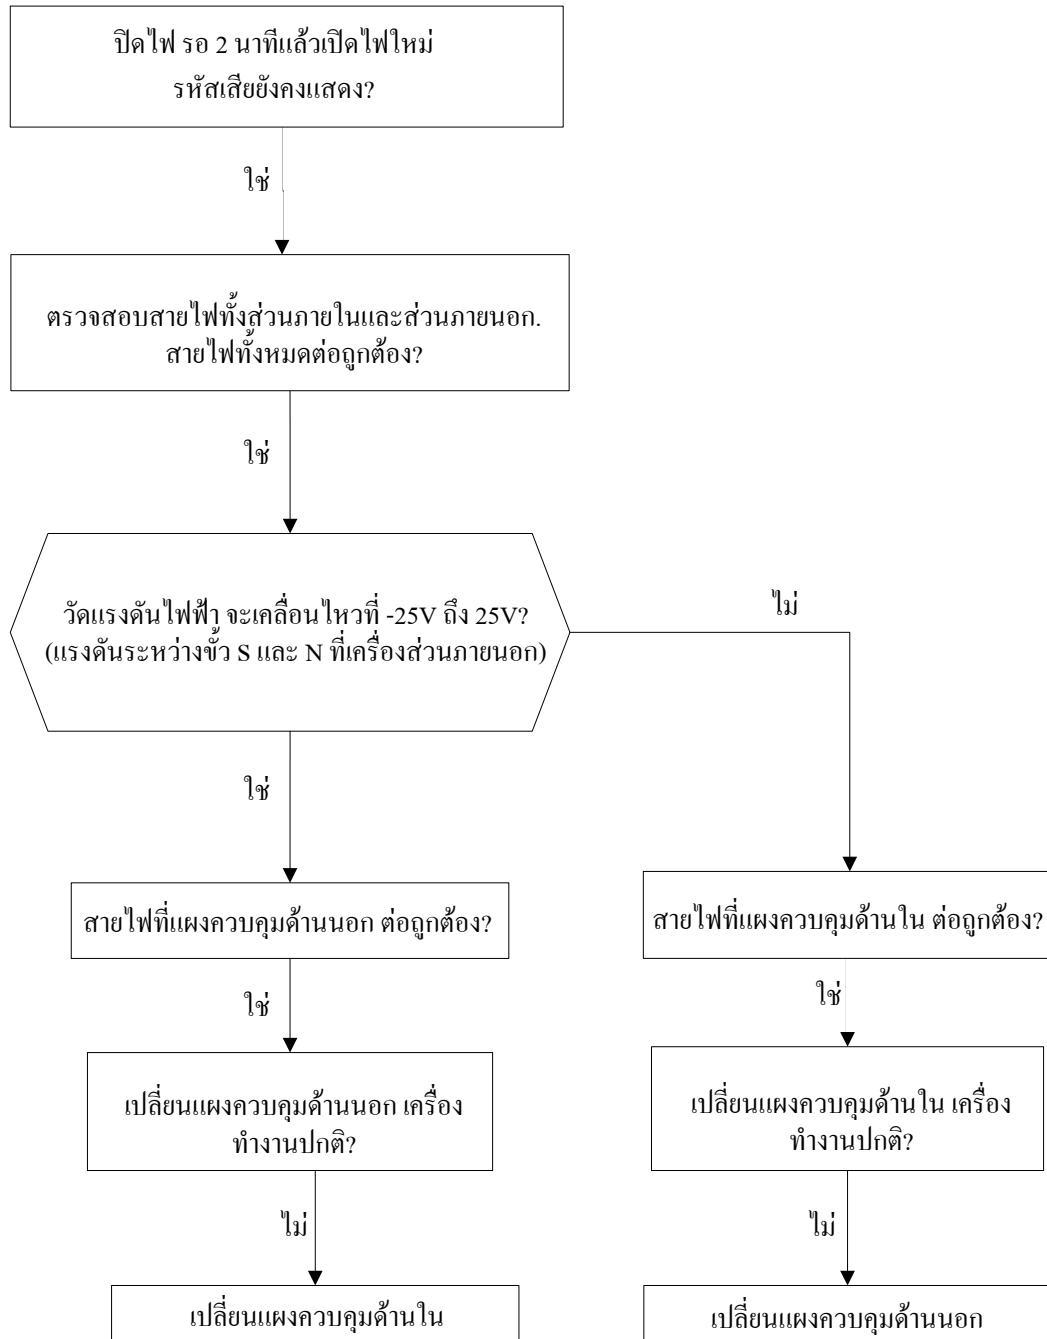 ปิดไฟ รอ 2 นาทีแล้วเปิดไฟใหม่
รหัสเสียยังคงแสดง?
ใช่
ตรวจสอบสายไฟทั้งส่วนภายในและส่วนภายนอก.
สายไฟทั้งหมดต่อถูกต้อง?
ใช่
วัดแรงดันไฟฟ้า จะเคลื่อนไหวที่ -25V ถึง 25V?
(แรงดันระหว่างขั้ว S และ N ที่เครื่องส่วนภายนอก)
ไม่
ใช่
สายไฟที่แผงควบคุมด้านนอก ต่อถูกต้อง?
สายไฟที่แผงควบคุมด้านใน ต่อถูกต้อง?
ใช่
ใช่
เปลี่ยนแผงควบคุมด้านนอก เครื่อง
ทำงานปกติ?
เปลี่ยนแผงควบคุมด้านใน เครื่อง
ทำงานปกติ?
ไม่
ไม่
เปลี่ยนแผงควบคุมด้านใน
เปลี่ยนแผงควบคุมด้านนอก